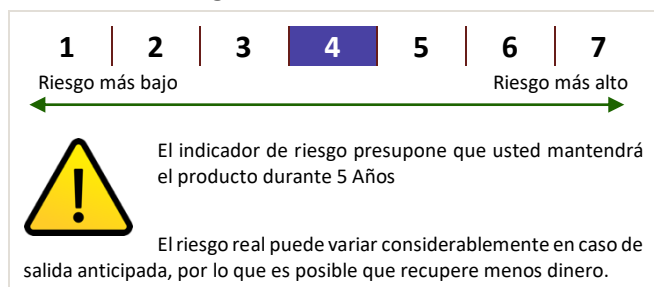 1 2 3 4 5 6 7
Riesgo más bajo Riesgo más alto
El indicador de riesgo presupone que usted mantendrá
el producto durante 5 Años
El riesgo real puede variar considerablemente en caso de
salida anticipada, por lo que es posible que recupere menos dinero.